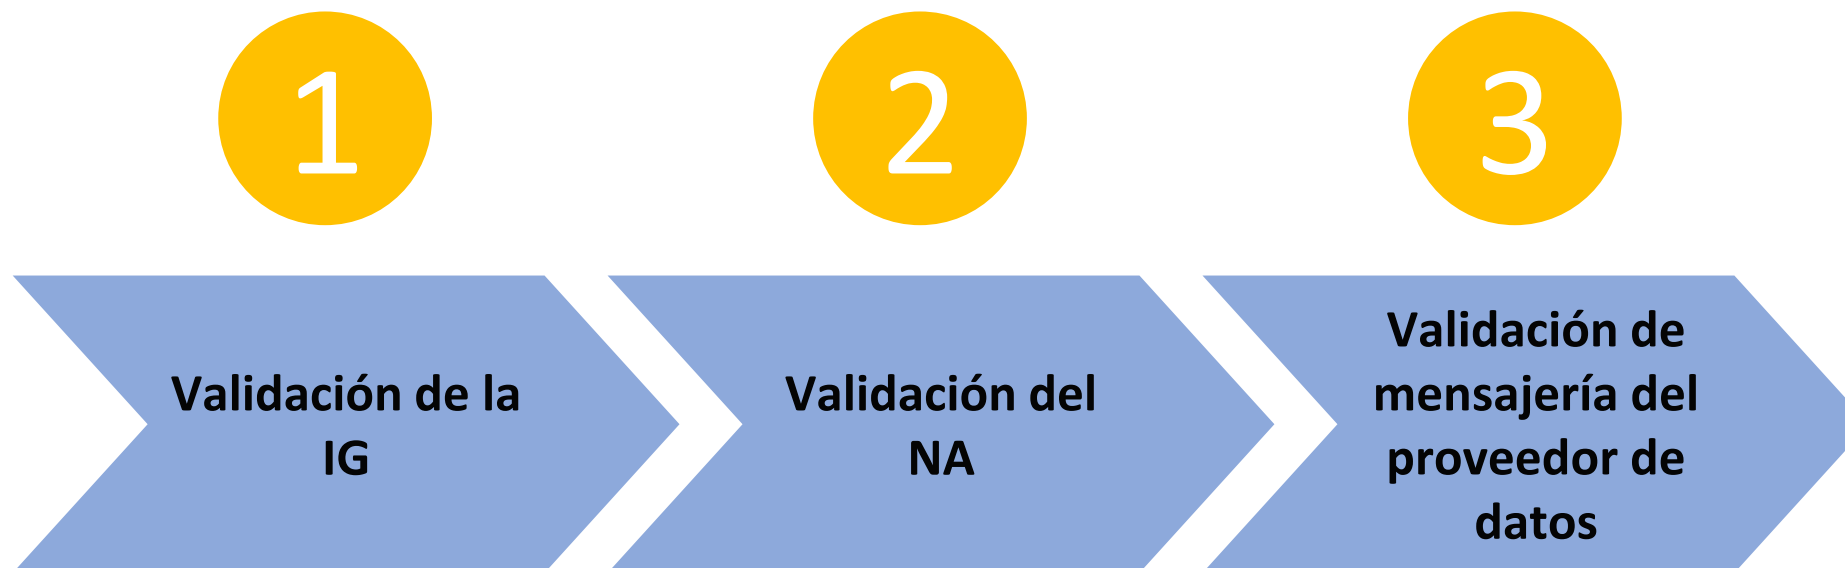 1
2
3
Validación de la
IG
Validación del
NA
Validación de
mensajería del
proveedor de
datos